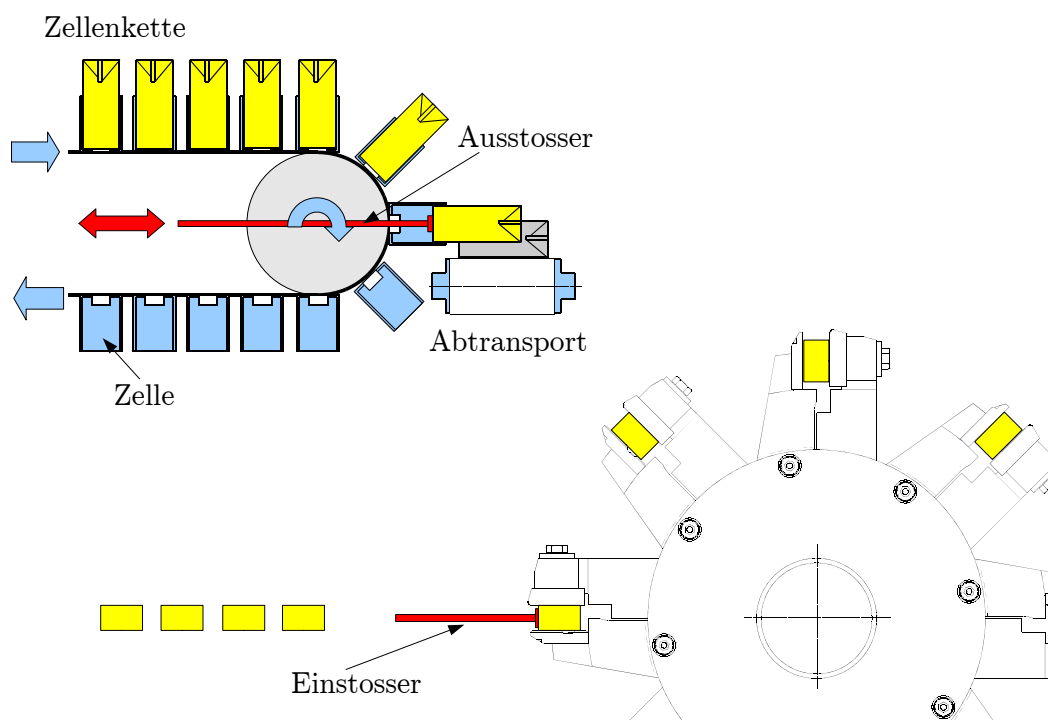 Zellenkette
Ausstosser
Abtransport
Zelle
Einstosser